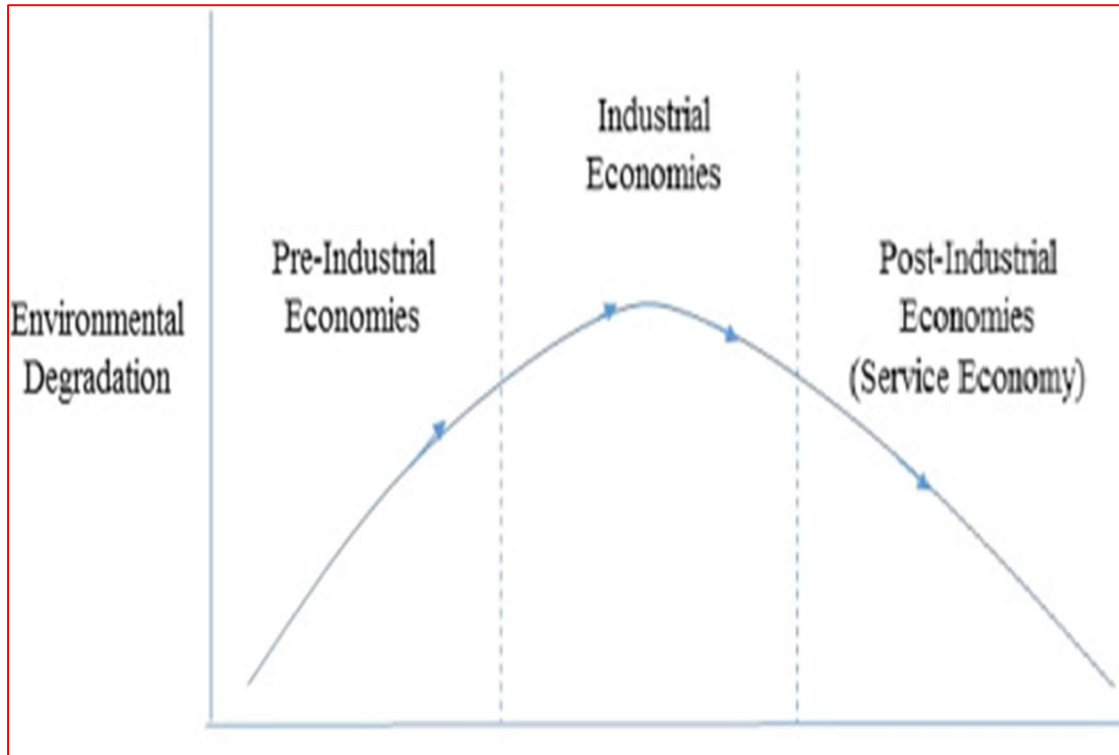 Industrial
Economies
Pre-Industrial
Economies
Post-Industrial
Economies
(Service Economy)
Environmental
Degradation